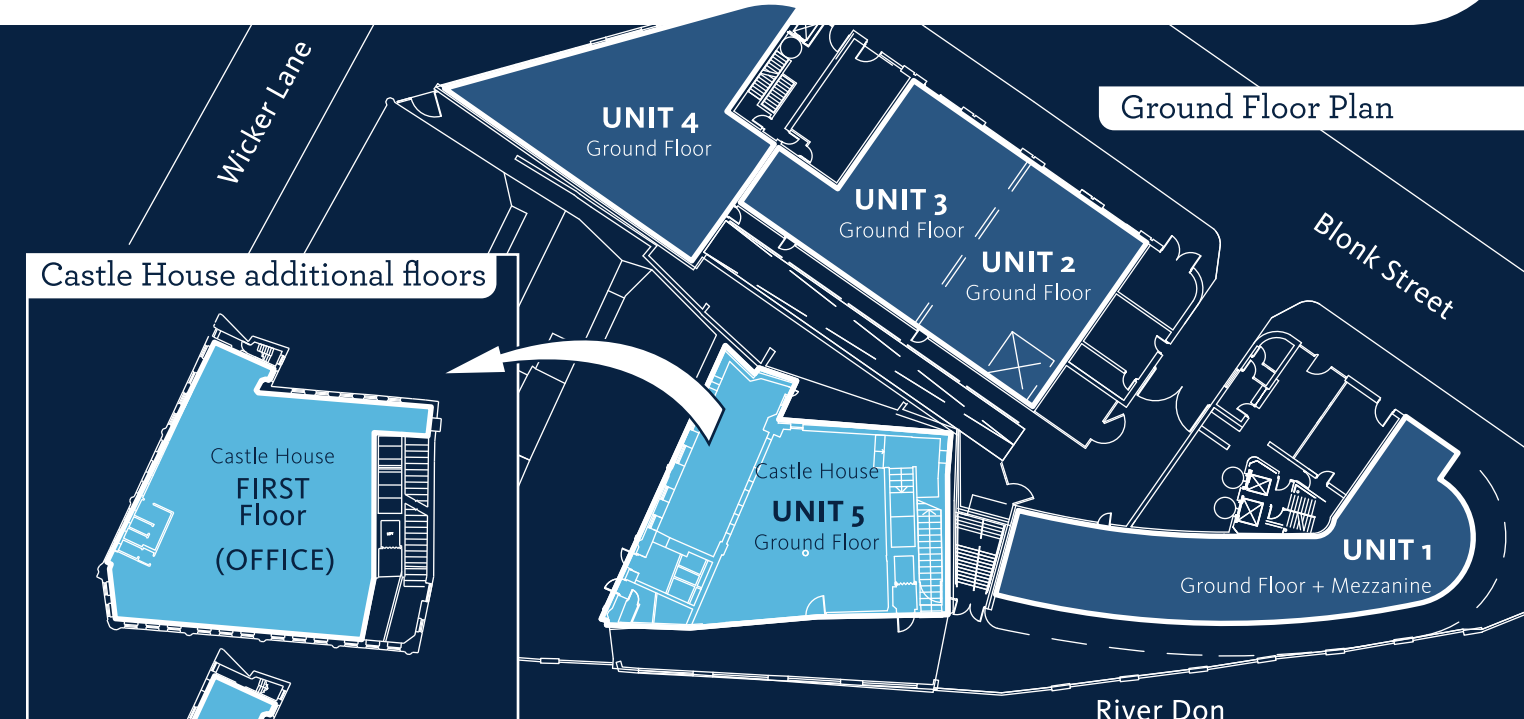 Wicker Lane
UNIT 4
Ground Floor
Ground Floor Plan
UNIT 3
Ground Floor
UNIT 2
Ground Floor
Blonk Street
Castle House additional floors
Castle House
FIRST
Floor
(OFFICE)
Castle House
UNIT 5
Ground Floor
UNIT 1
Ground Floor + Mezzanine
River Don